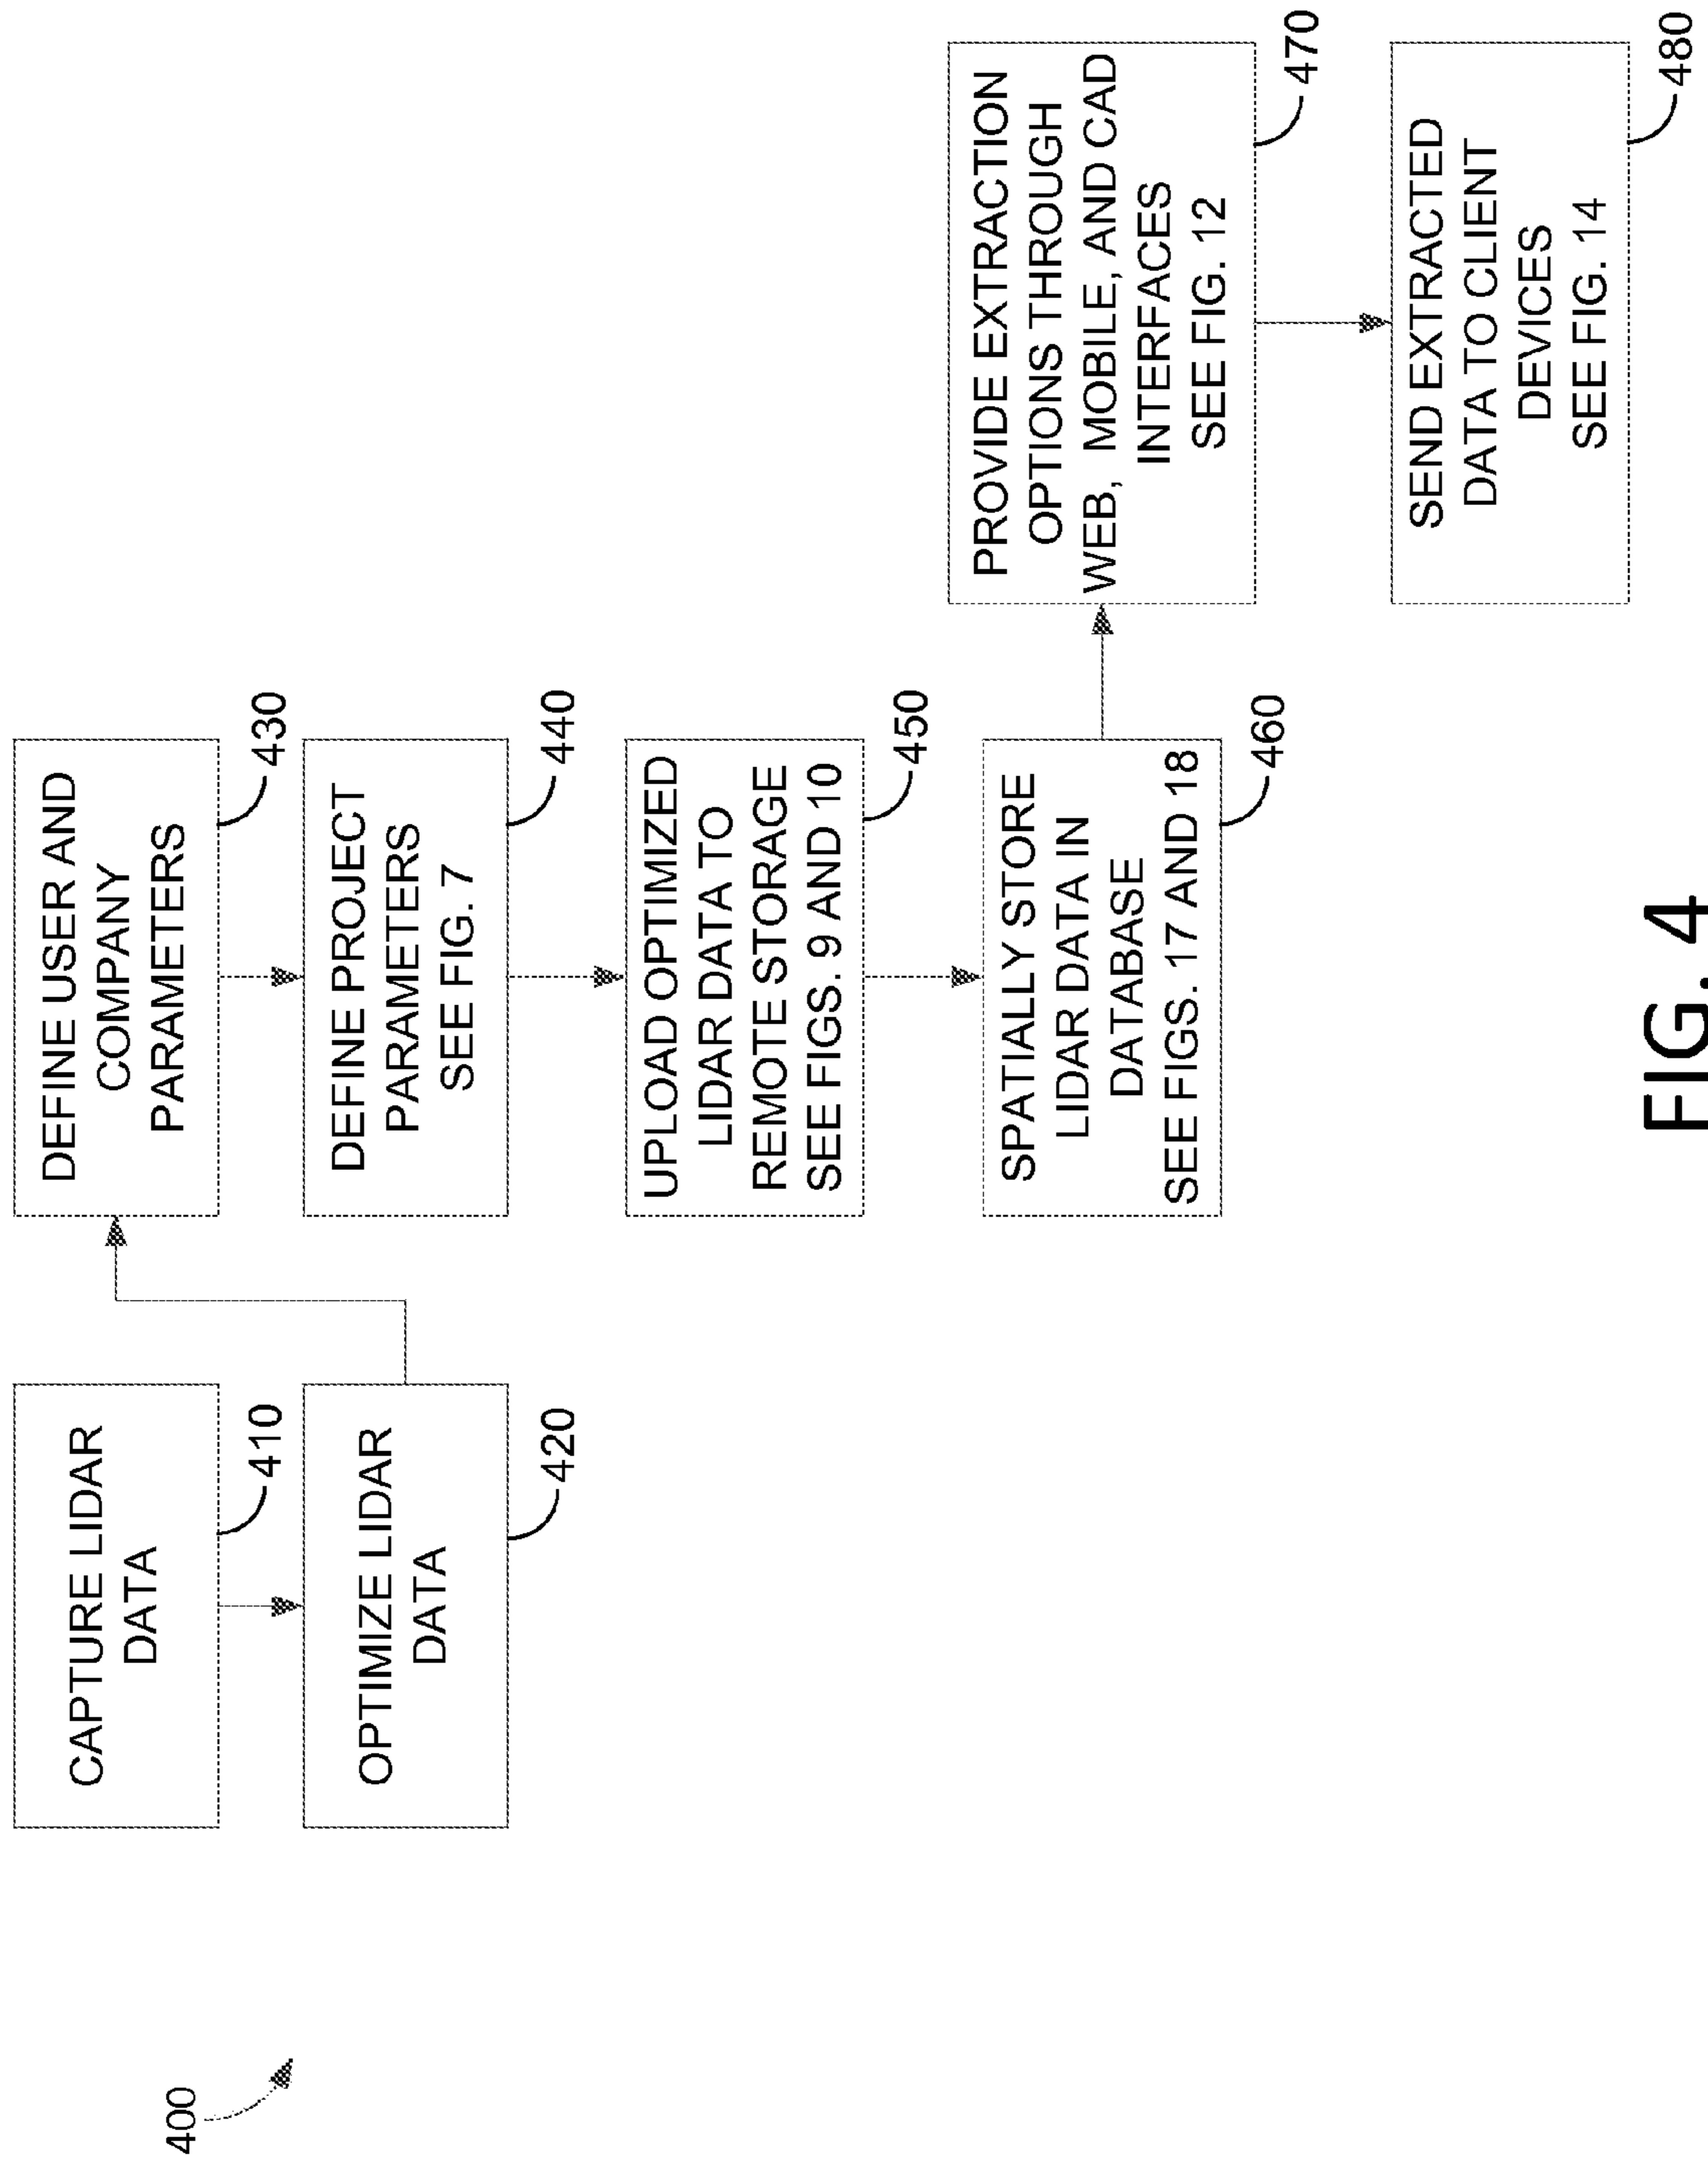 400
CAPTURE LIDAR
DATA
410
OPTIMIZE LIDAR
DATA
420
DEFINE USER AND
COMPANY
PARAMETERS
430
DEFINE PROJECT
PARAMETERS
SEE FIG. 7
440
UPLOAD OPTIMIZED
LIDAR DATA TO
REMOTE STORAGE
SEE FIGS. 9 AND 10
450
SPATIALLY STORE
LIDAR DATA IN
DATABASE
SEE FIGS. 17 AND 18
460
PROVIDE EXTRACTION
OPTIONS THROUGH
WEB, MOBILE, AND CAD
INTERFACES
SEE FIG. 12
470
SEND EXTRACTED
DATA TO CLIENT
DEVICES
SEE FIG. 14
480
FIG. 4